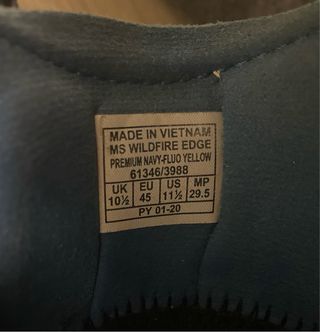 MADE IN VIETNAM
MS WILDFIRE EDGE
PREMIUM NAVY-FLUO YELLOW
61346/3988
UK EU US MP
10½ 45 11½ 29.5
PY 01-20